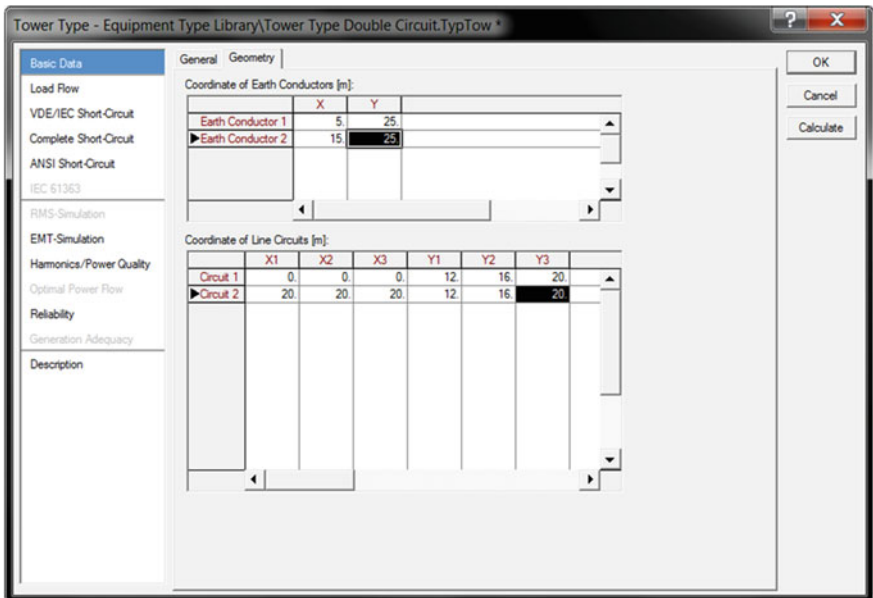 Tower Type - Equipment Type Library\Tower Type Double Circuit.TypTow *
? X
Basic Data
Load Flow
VDE/IEC Short-Circuit
Complete Short-Circuit
ANSI Short-Circuit
IEC 61363
RMS-Simulation
EMT-Simulation
Harmonics/Power Quality
Optimal Power Flow
Reliability
Generation Adequacy
Description
General Geometry
Coordinate of Earth Conductors [m]:
X Y
Earth Conductor 1 5. 25.
Earth Conductor 2 15. 25.
Coordinate of Line Circuits [m]:
X1 X2 X3 Y1 Y2 Y3
Circuit 1 0. 0. 0. 12. 16. 20.
Circuit 2 20. 20. 20. 12. 16. 20.
OK
Cancel
Calculate